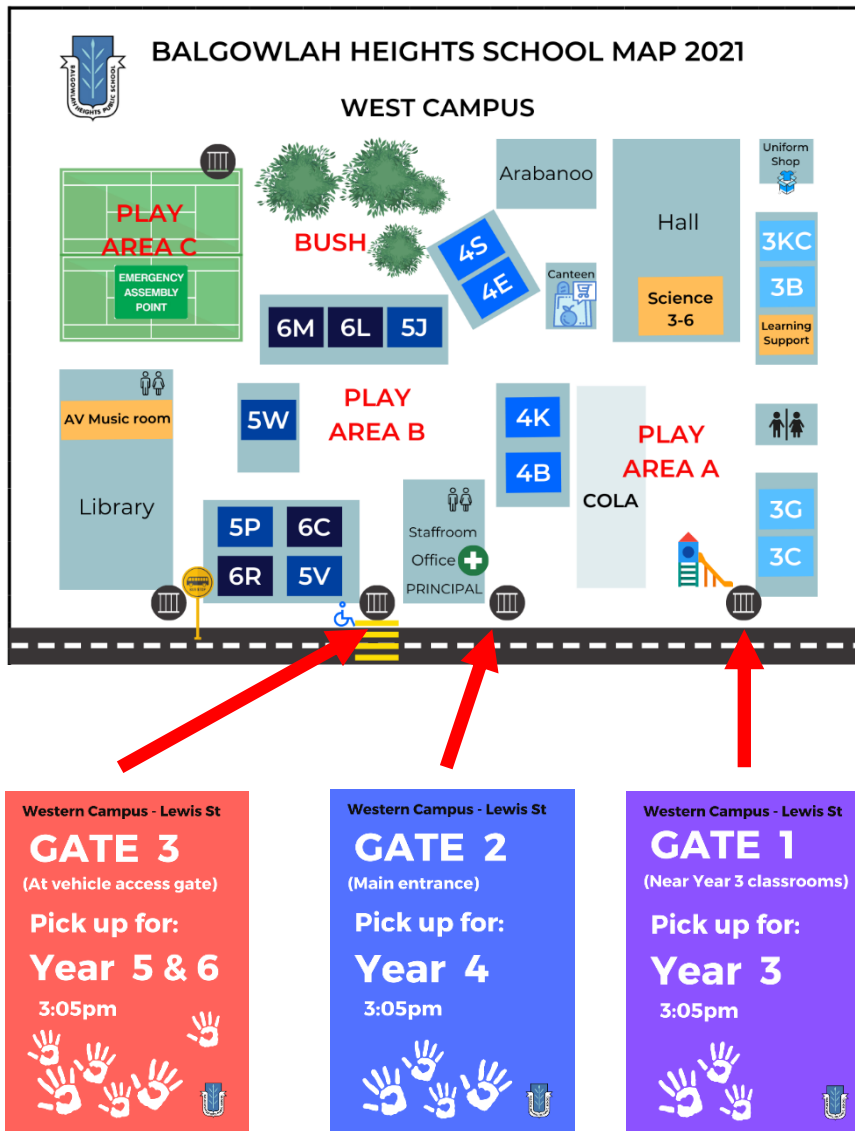 BALGOWLAH HEIGHTS SCHOOL MAP 2021
WEST CAMPUS
BALGOWLAH HEIGHTS PUBLIC SCHOOL
PLAY
AREA C
EMERGENCY
ASSEMBLY
POINT
BUSH
4S
4E
Arabanoo
Canteen
Hall
Science
3-6
Uniform
Shop
3KC
3B
Learning
Support
6M
6L
5J
AV Music room
Library
5W
PLAY
AREA B
4K
4B
COLA
PLAY
AREA A
3G
3C
5P
6C
6R
5V
Staffroom
Office
PRINCIPAL
Western Campus - Lewis St
GATE 3
(At vehicle access gate)
Pick up for:
Year 5 & 6
3:05pm
Western Campus - Lewis St
GATE 2
(Main entrance)
Pick up for:
Year 4
3:05pm
Western Campus - Lewis St
GATE 1
(Near Year 3 classrooms)
Pick up for:
Year 3
3:05pm